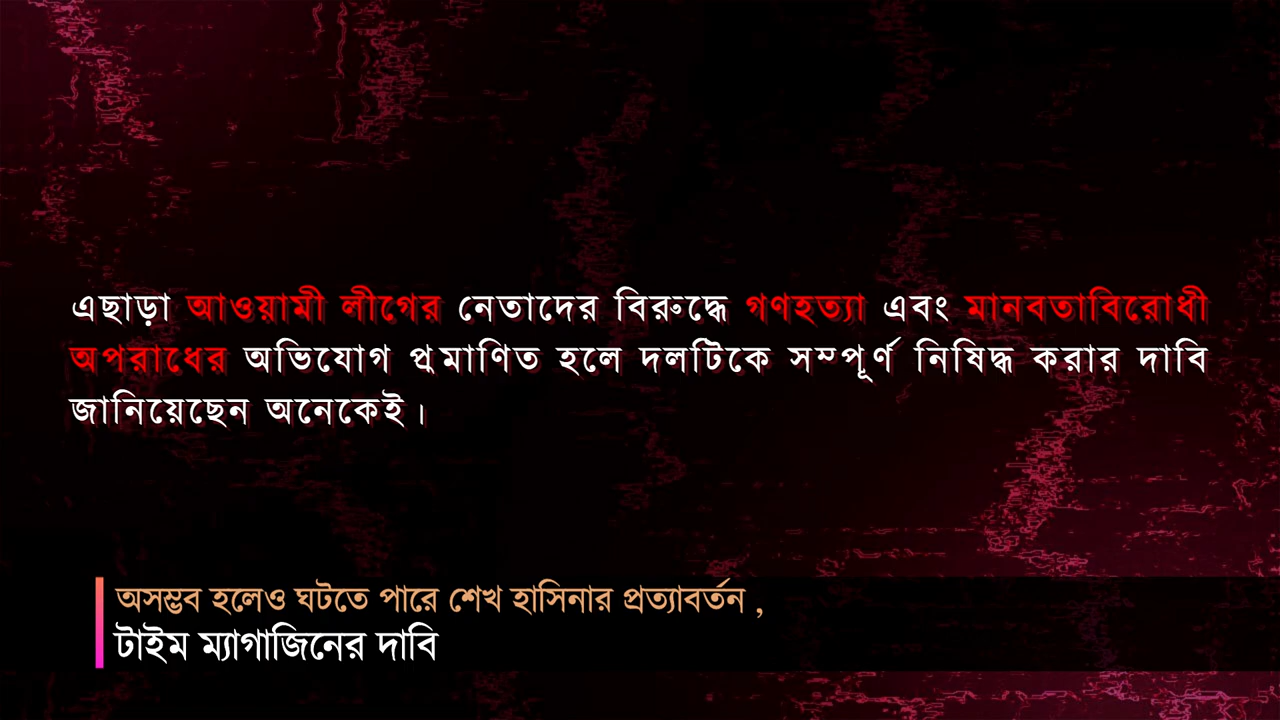 এছাড়া আওয়ামী লীগের নেতাদের বিরুদ্ধে গণহত্যা এবং মানবতাবিরোধী
অপরাধের অভিযোগ প্রমাণিত হলে দলটিকে সম্পূর্ণ নিষিদ্ধ করার দাবি
জানিয়েছেন অনেকেই।
অসম্ভব হলেও ঘটতে পারে শেখ হাসিনার প্রত্যাবর্তন ,
টাইম ম্যাগাজিনের দাবি